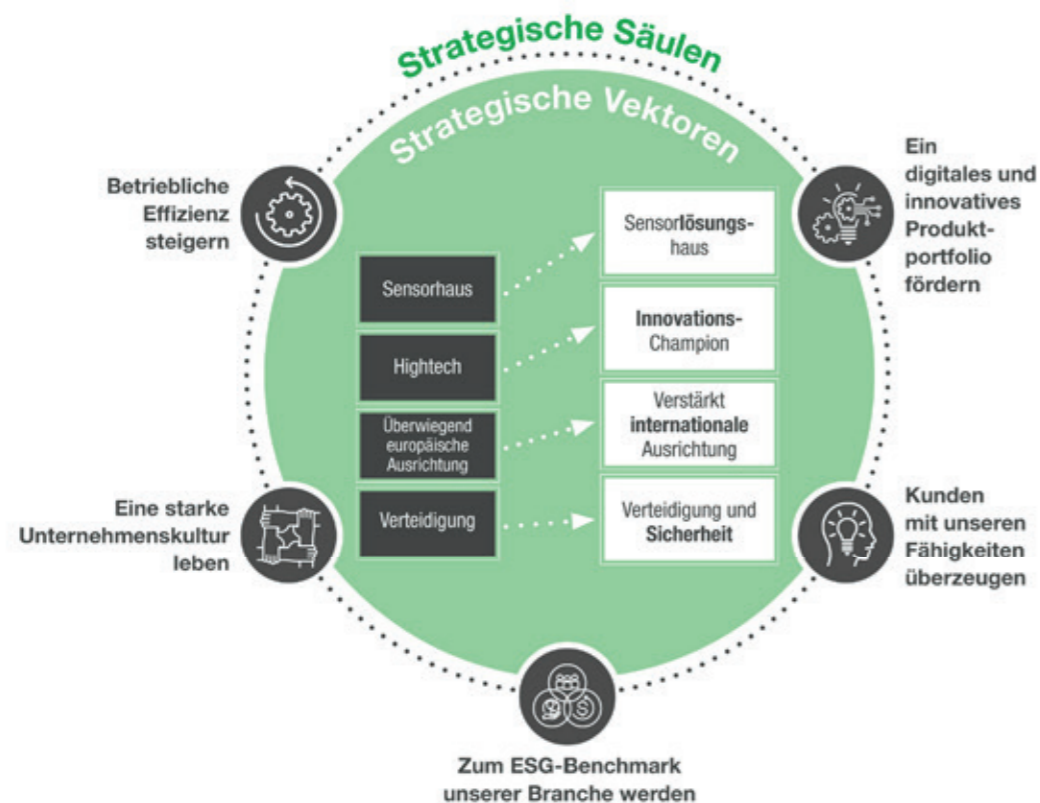 Strategische Säulen
Strategische Vektoren
Betriebliche
Effizienz
steigern
Ein
digitales und
innovatives
Produkt-
portfolio
fördern
Sensorhaus
Sensorlösungs-
haus
Hightech
Innovations-
Champion
Überwiegend
europäische
Ausrichtung
Verstärkt
internationale
Ausrichtung
Verteidigung
Verteidigung und
Sicherheit
Eine starke
Unternehmenskultur
leben
Kunden
mit unseren
Fähigkeiten
überzeugen
Zum ESG-Benchmark
unserer Branche werden